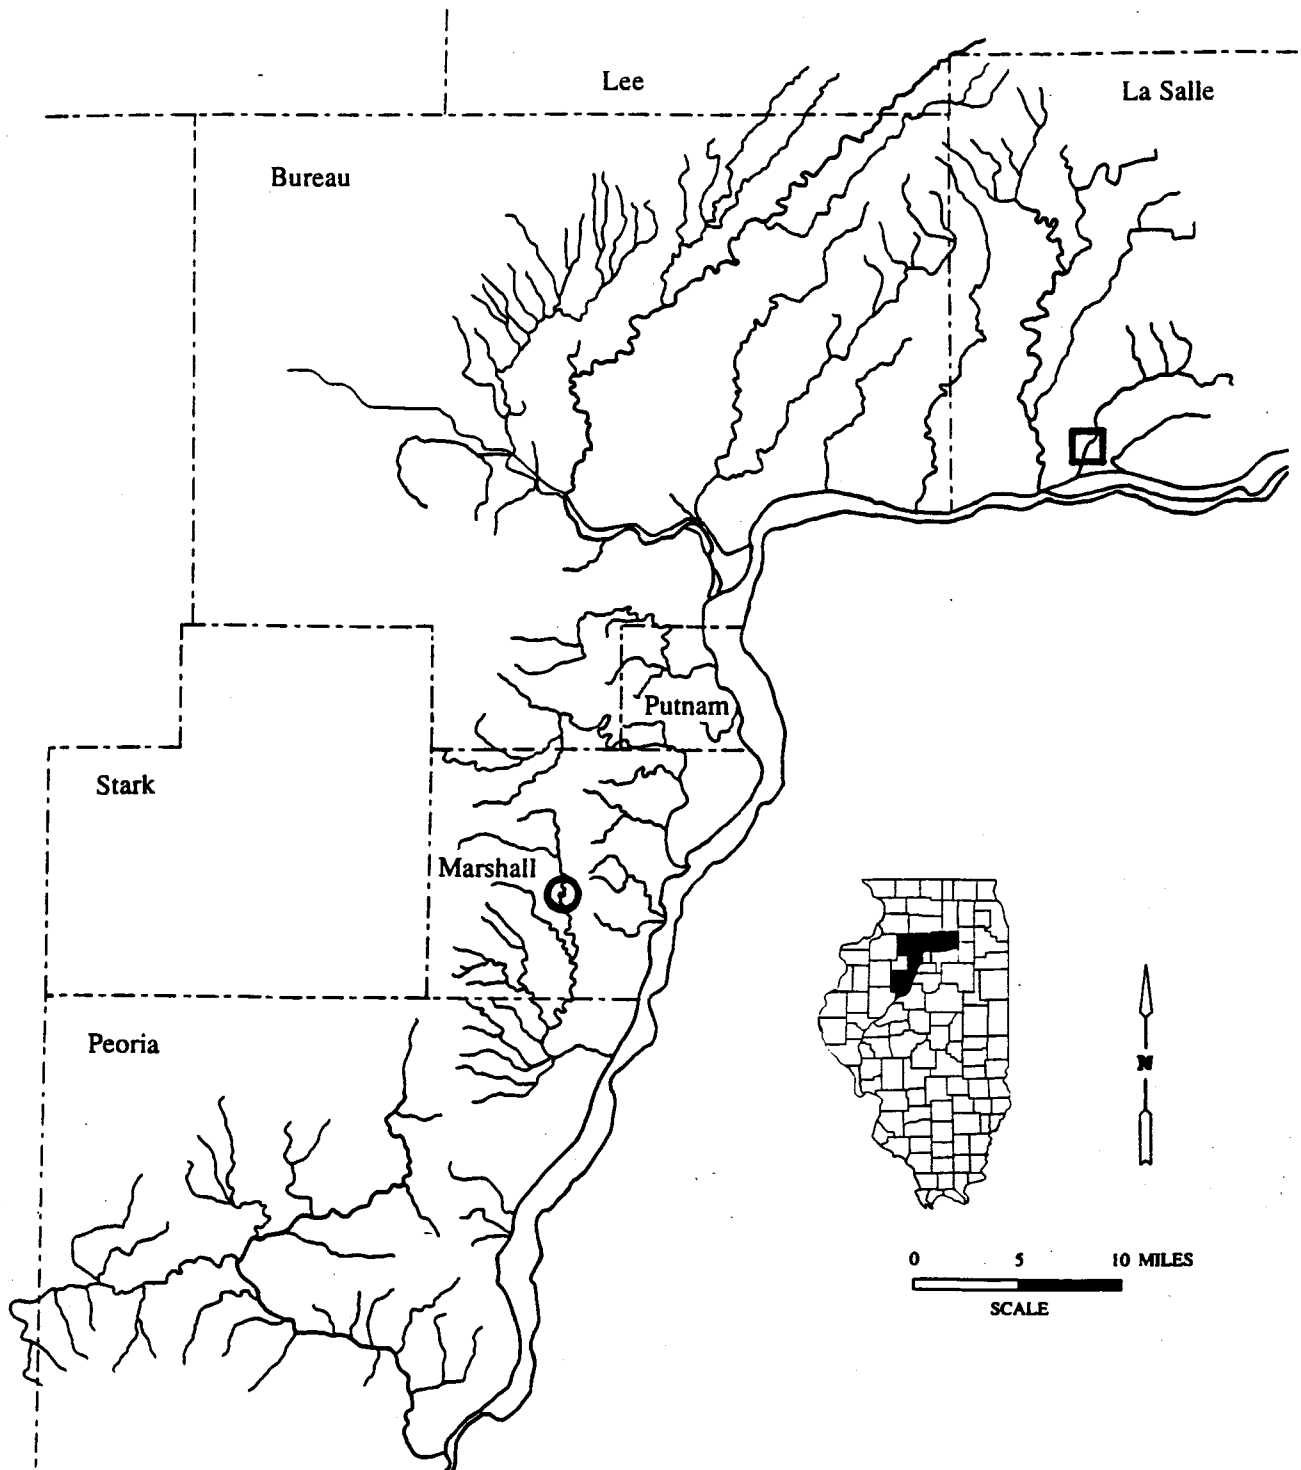 Lee
La Salle
Bureau
Putnam
Stark
Marshall
Peoria
N
0 5 10 MILES
SCALE